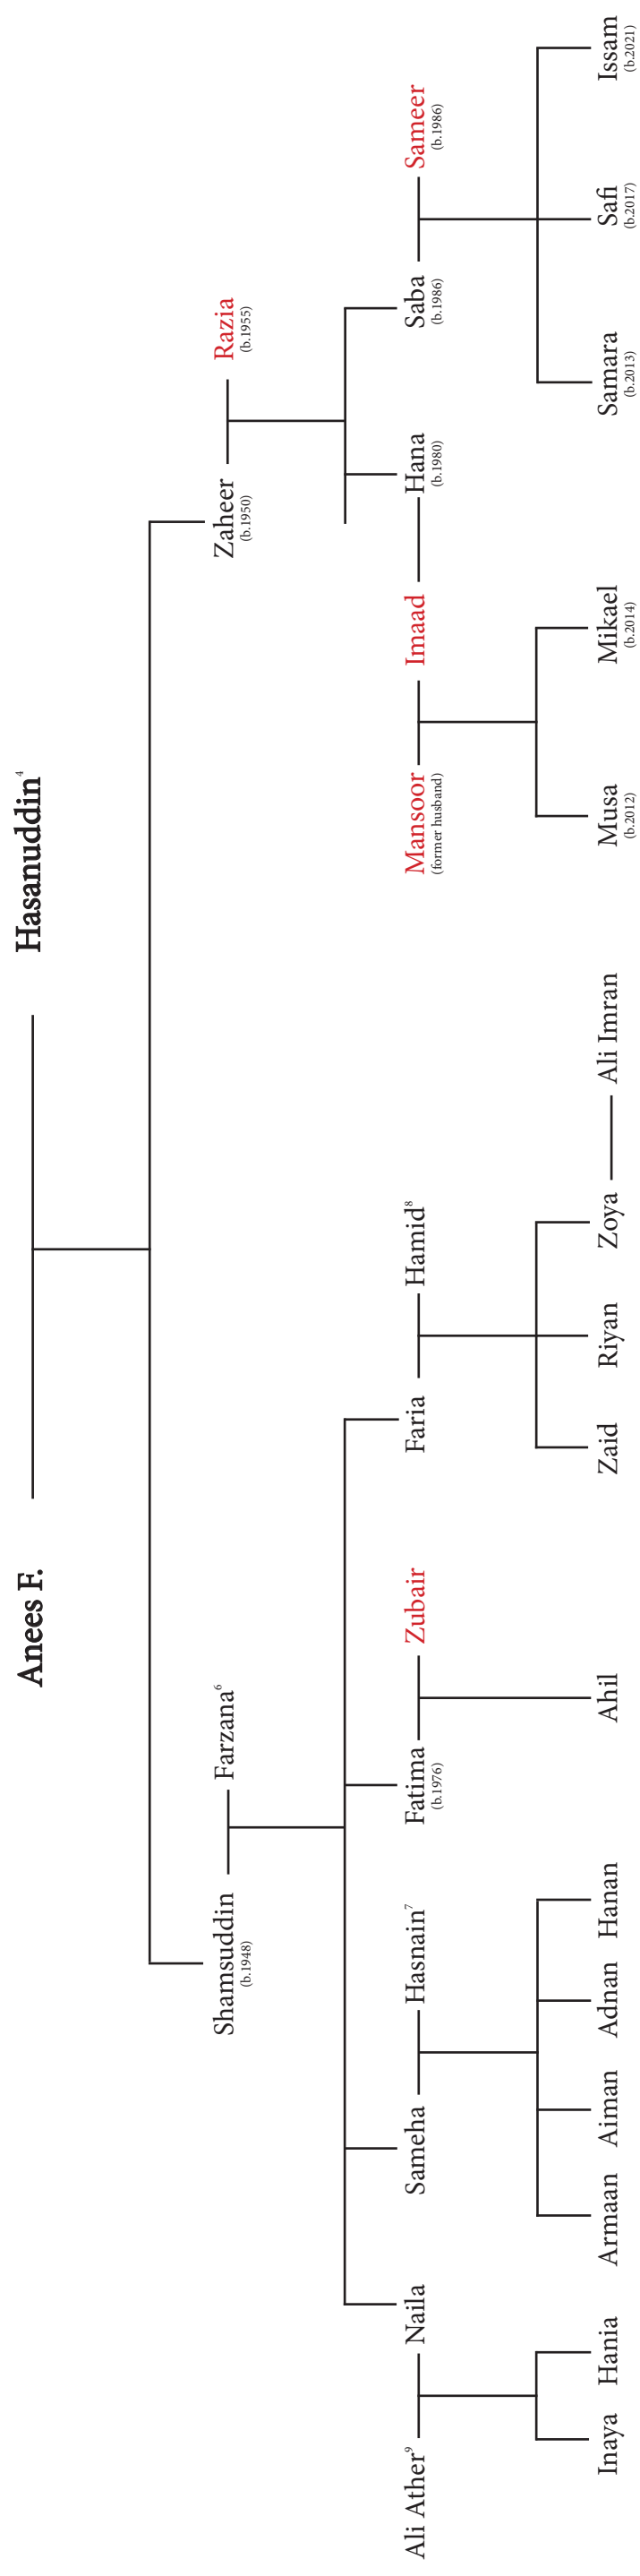 Anees F. Hasanuddin⁴
Shamsuddin Farzana⁶ Zaheer Razia
(b.1948) (b.1950) (b.1955)
Ali Ather⁹ Naila Sameha Hasnain⁷ Fatima Zubair Faria Hamid⁸ Mansoor Imaad Hana Saba Sameer
(b.1976) (former husband) (b.1980) (b.1986) (b.1986)
Inaya Hania Armaan Aiman Adnan Hanan Ahil Zaid Riyan Zoya Ali Imran Musa Mikael Samara Safi Issam
(b.2012) (b.2014) (b.2013) (b.2017) (b.2021)